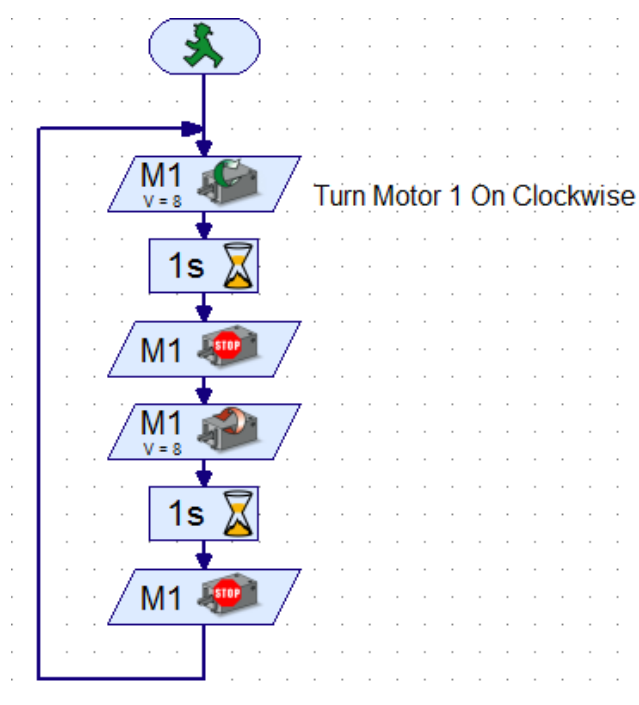 M1
V = 8
Turn Motor 1 On Clockwise
1s
M1
STOP
M1
V = 8
1s
M1
STOP